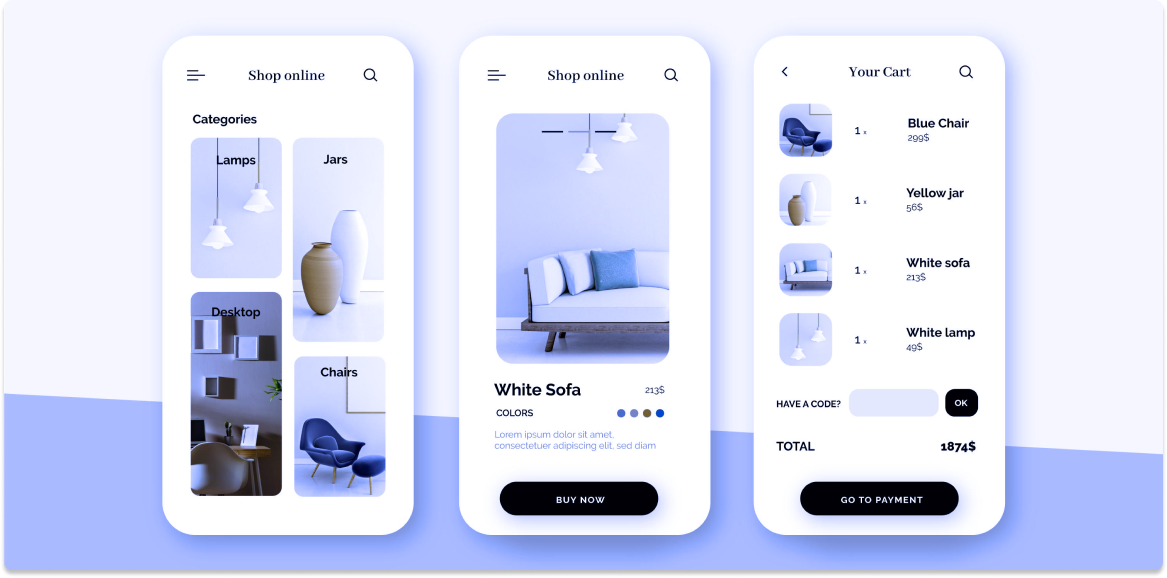 Shop online
Categories
Lamps
Jars
Desktop
Chairs
Shop online
White Sofa
213$
COLORS
Lorem ipsum dolor sit amet,
consectetuer adipiscing elit, sed diam
BUY NOW
Your Cart
1 x
Blue Chair
299$
1 x
Yellow jar
56$
1 x
White sofa
213$
1 x
White lamp
49$
HAVE A CODE?
OK
TOTAL
1874$
GO TO PAYMENT